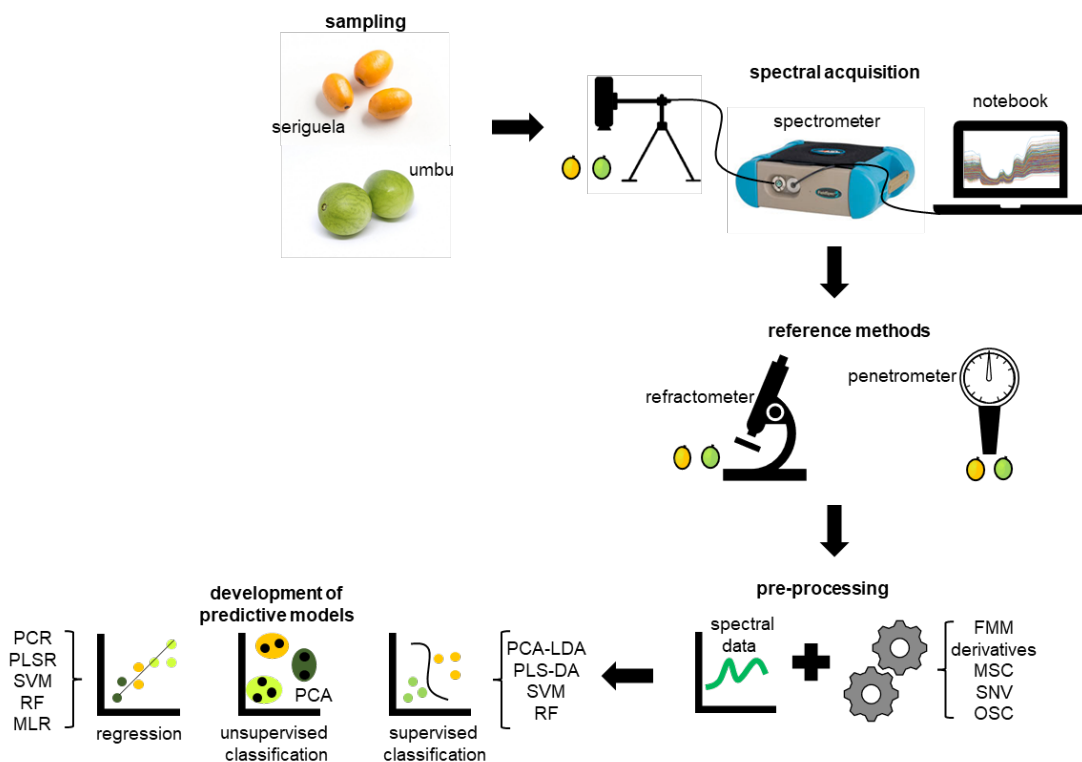 sampling
seriguela
umbu
spectral acquisition
spectrometer
notebook
reference methods
refractometer
penetrometer
pre-processing
spectral
data
FMM
derivatives
MSC
SNV
OSC
development of
predictive models
PCR
PLSR
SVM
RF
MLR
regression
PCA
unsupervised
classification
supervised
classification
PCA-LDA
PLS-DA
SVM
RF